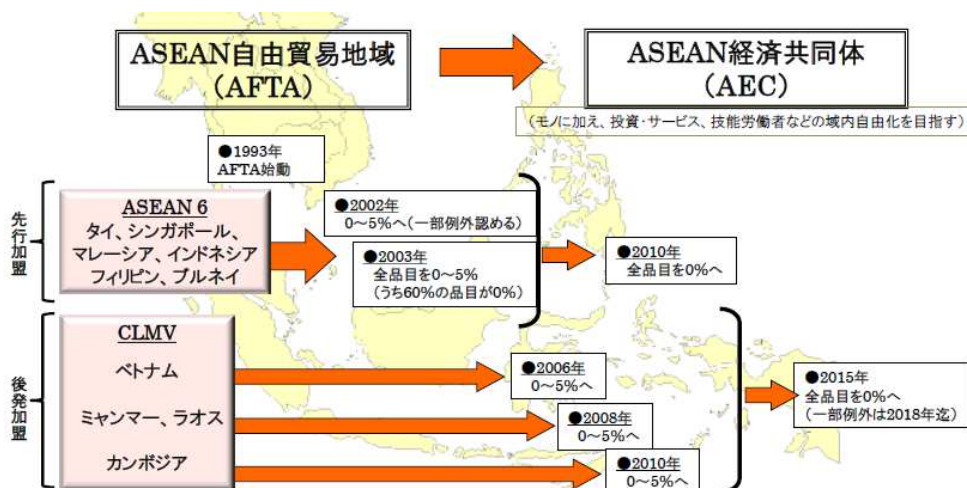 ASEAN自由貿易地域
(AFTA)
ASEAN経済共同体
(AEC)
(モノに加え、投資・サービス、技能労働者などの域内自由化を目指す)
●1993年
AFTA始動
先行加盟
ASEAN 6
タイ、シンガポール、
マレーシア、インドネシア
フィリピン、ブルネイ
●2002年
0～5%へ(一部例外認める)
●2003年
全品目を0～5%
(うち60%の品目が0%)
●2010年
全品目を0%へ
後発加盟
CLMV
ベトナム
ミャンマー、ラオス
カンボジア
●2006年
0～5%へ
●2008年
0～5%へ
●2010年
0～5%へ
●2015年
全品目を0%へ
(一部例外は2018年迄)